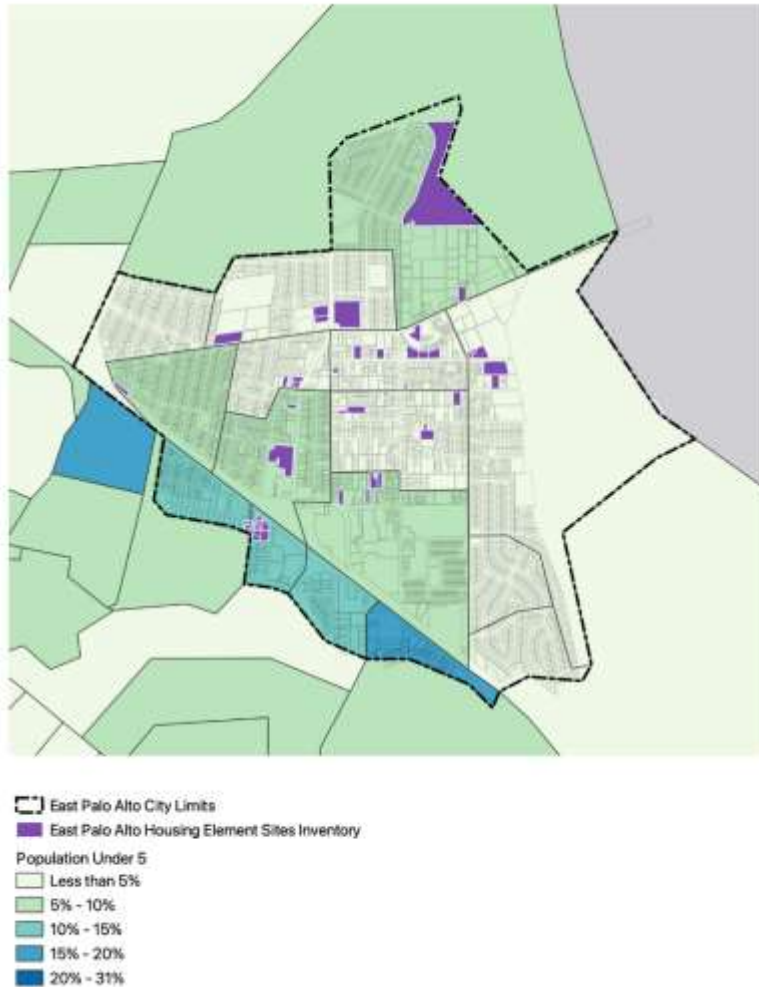 East Palo Alto City Limits
East Palo Alto Housing Element Sites Inventory
Population Under 5
Less than 5%
5% - 10%
10% - 15%
15% - 20%
20% - 31%